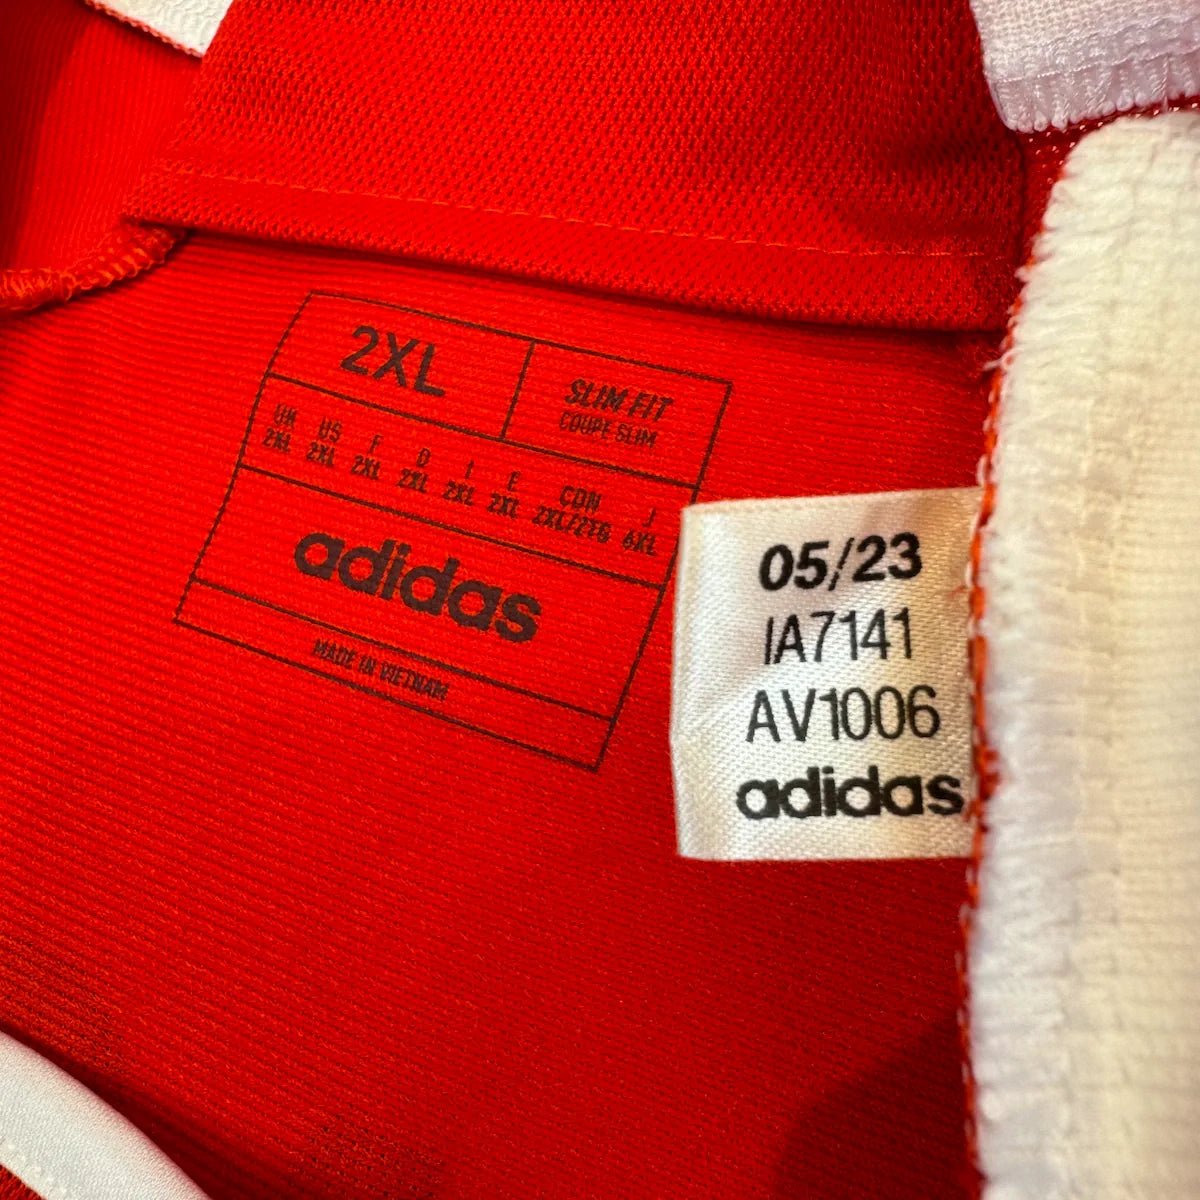 2XL
SLIM FIT
COUPE SLIM
UK US F D I E CDN J
2XL 2XL 2XL 2XL 2XL 2XL 2XL/2TG 6XL
adidas
MADE IN VIETNAM
05/23
IA7141
AV1006
adidas